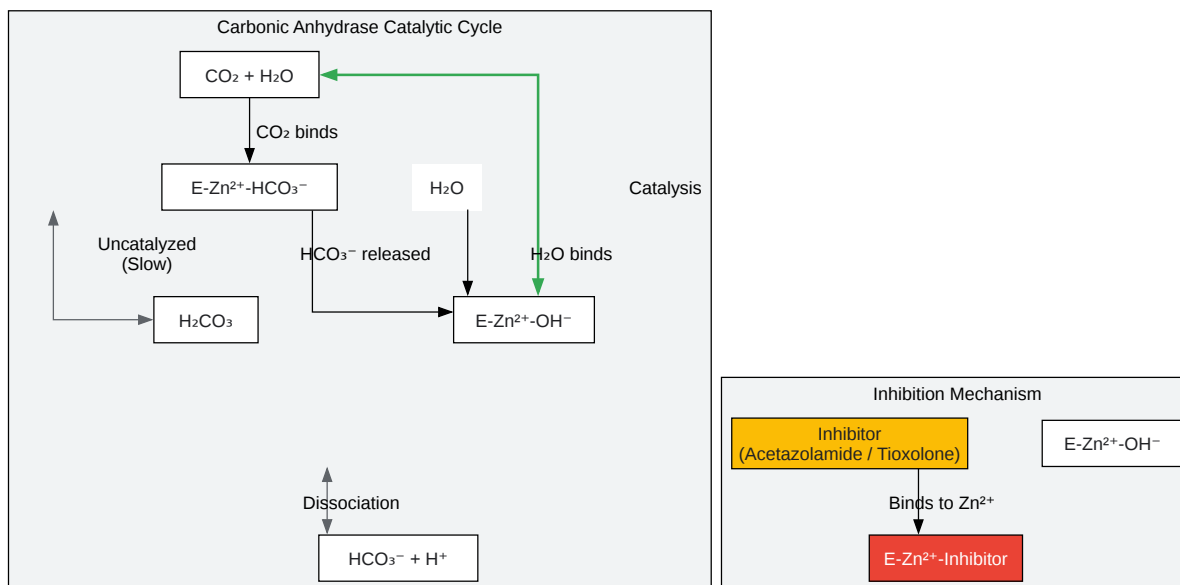 Carbonic Anhydrase Catalytic Cycle
CO₂ + H₂O
CO₂ binds
E-Zn²⁺-HCO₃⁻
H₂O
Catalysis
Uncatalyzed
(Slow)
HCO₃⁻ released
H₂O binds
H₂CO₃
E-Zn²⁺-OH⁻
Dissociation
HCO₃⁻ + H⁺
Inhibition Mechanism
Inhibitor
(Acetazolamide / Tioxolone)
E-Zn²⁺-OH⁻
Binds to Zn²⁺
E-Zn²⁺-Inhibitor